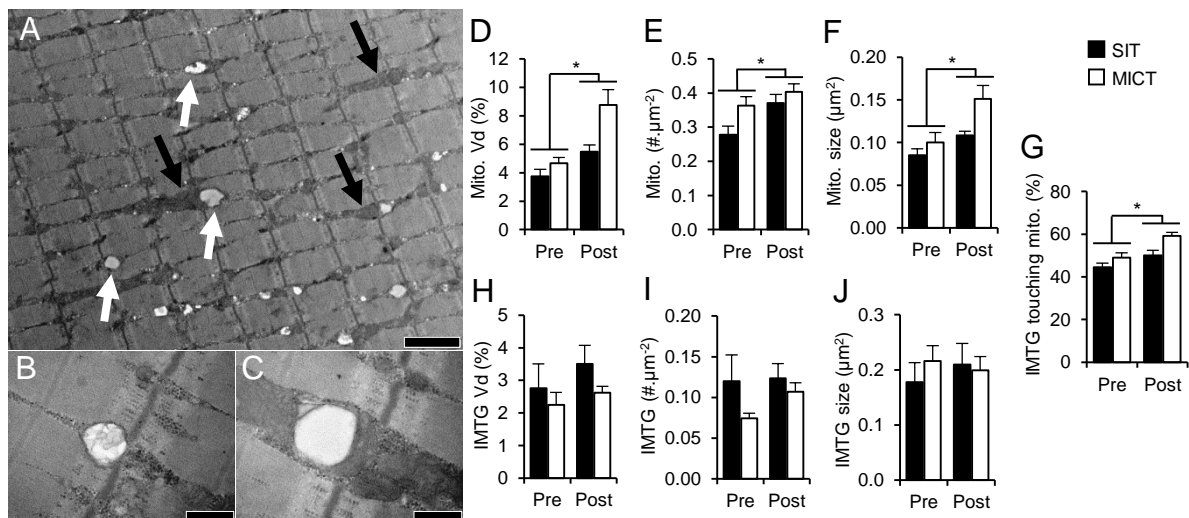 A
B
C
D
Mito. Vd (%)
12
10
8
6
4
2
0
Pre Post
*
E
Mito. (#.µm⁻²)
0.5
0.4
0.3
0.2
0.1
0.0
Pre Post
*
F
Mito. size (µm²)
0.20
0.15
0.10
0.05
0.00
Pre Post
*
SIT
MICT
G
IMTG touching mito. (%)
80
60
40
20
0
Pre Post
*
H
IMTG Vd (%)
5
4
3
2
1
0
Pre Post
I
IMTG (#.µm⁻²)
0.20
0.15
0.10
0.05
0.00
Pre Post
J
IMTG size (µm²)
0.3
0.2
0.1
0.0
Pre Post